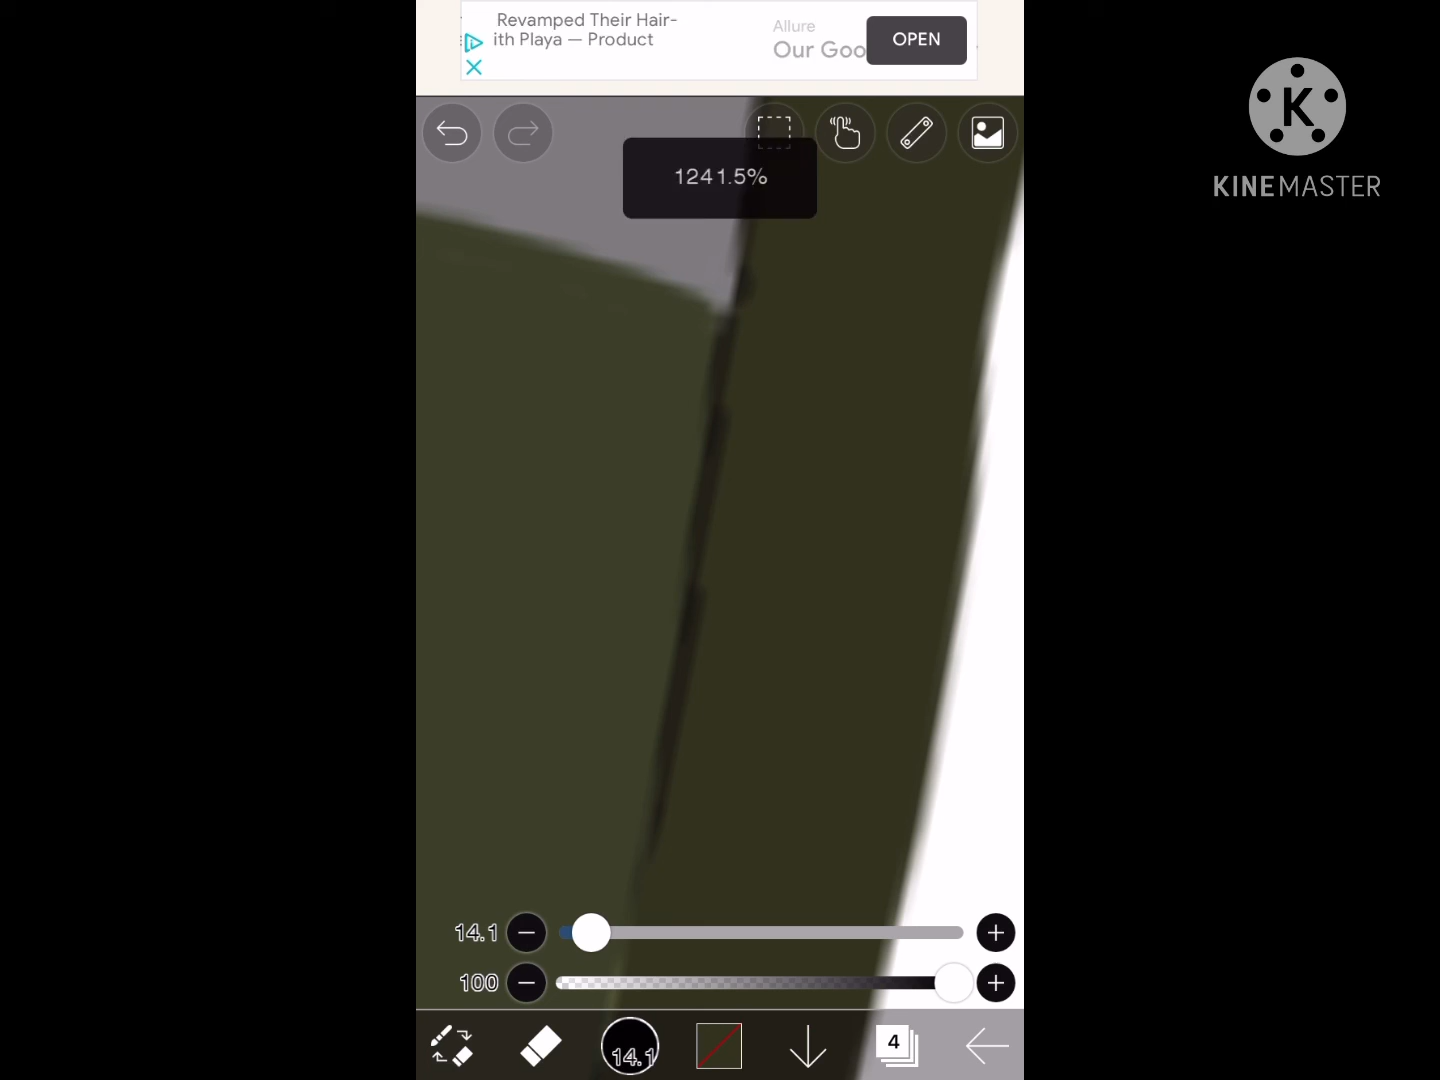 Revamped Their Hair-
ith Playa — Product
Allure
Our Goo
OPEN
K
KINEMASTER
1241.5%
14.1
100
14.1
4